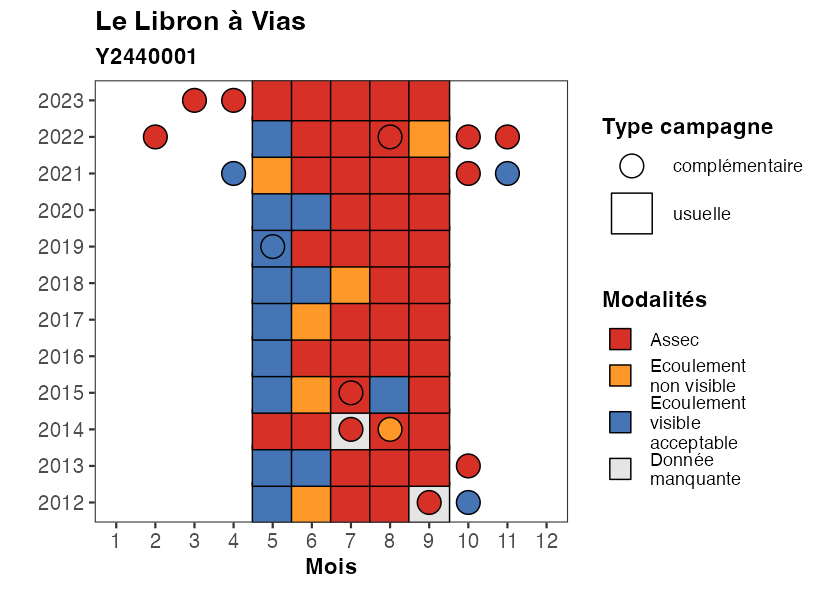 Le Libron à Vias
Y2440001
2023
2022
2021
2020
2019
2018
2017
2016
2015
2014
2013
2012
1 2 3 4 5 6 7 8 9 10 11 12
Mois
Type campagne
complémentaire
usuelle
Modalités
Assec
Ecoulement
non visible
Ecoulement
visible
acceptable
Donnée
manquante